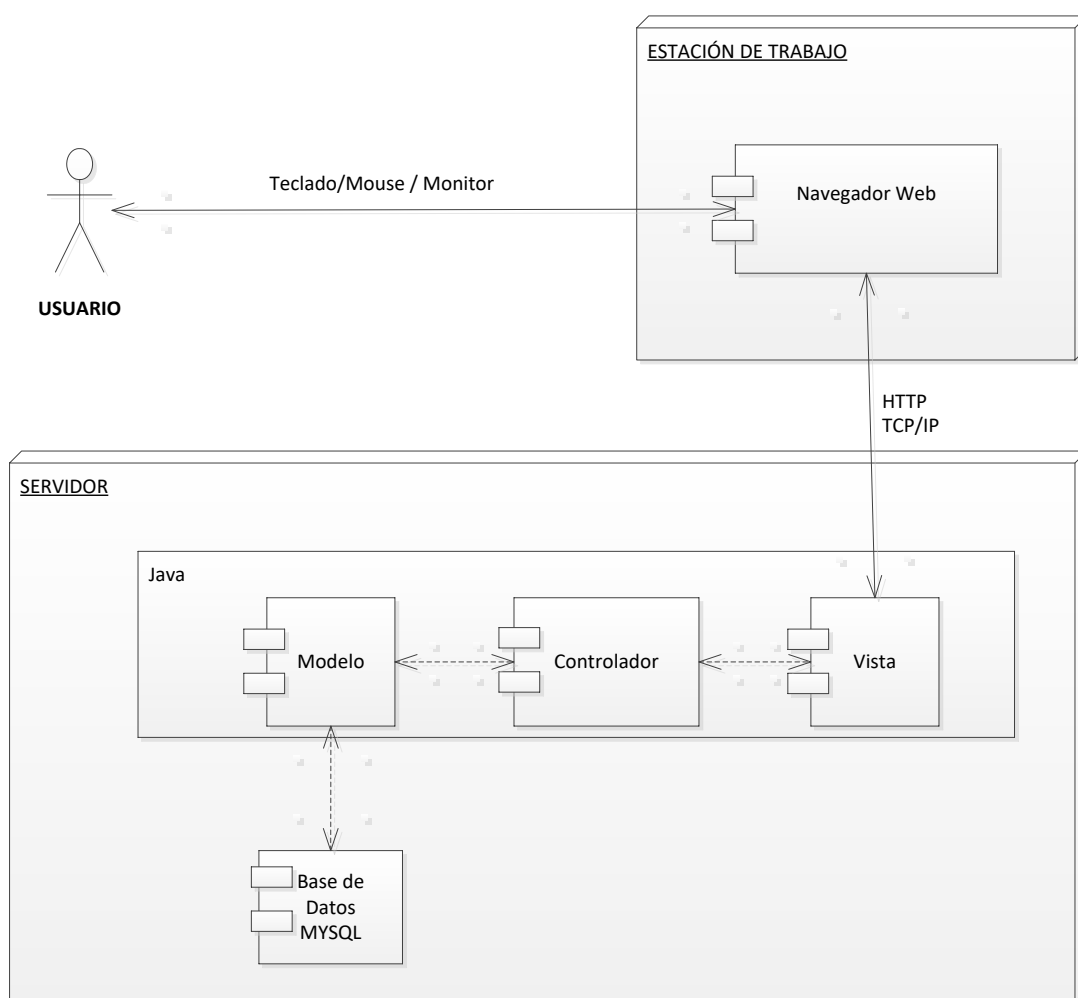 ESTACIÓN DE TRABAJO
Navegador Web
Teclado/Mouse / Monitor
USUARIO
HTTP
TCP/IP
SERVIDOR
Java
Modelo
Controlador
Vista
Base de
Datos
MYSQL